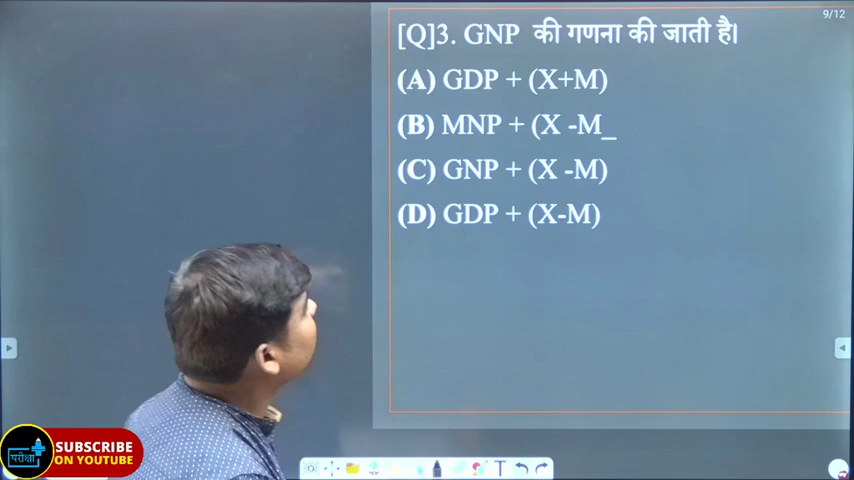 9/12
[Q]3. GNP की गणना की जाती है।
(A) GDP + (X+M)
(B) MNP + (X -M_
(C) GNP + (X -M)
(D) GDP + (X-M)
परीक्षा
SUBSCRIBE
ON YOUTUBE